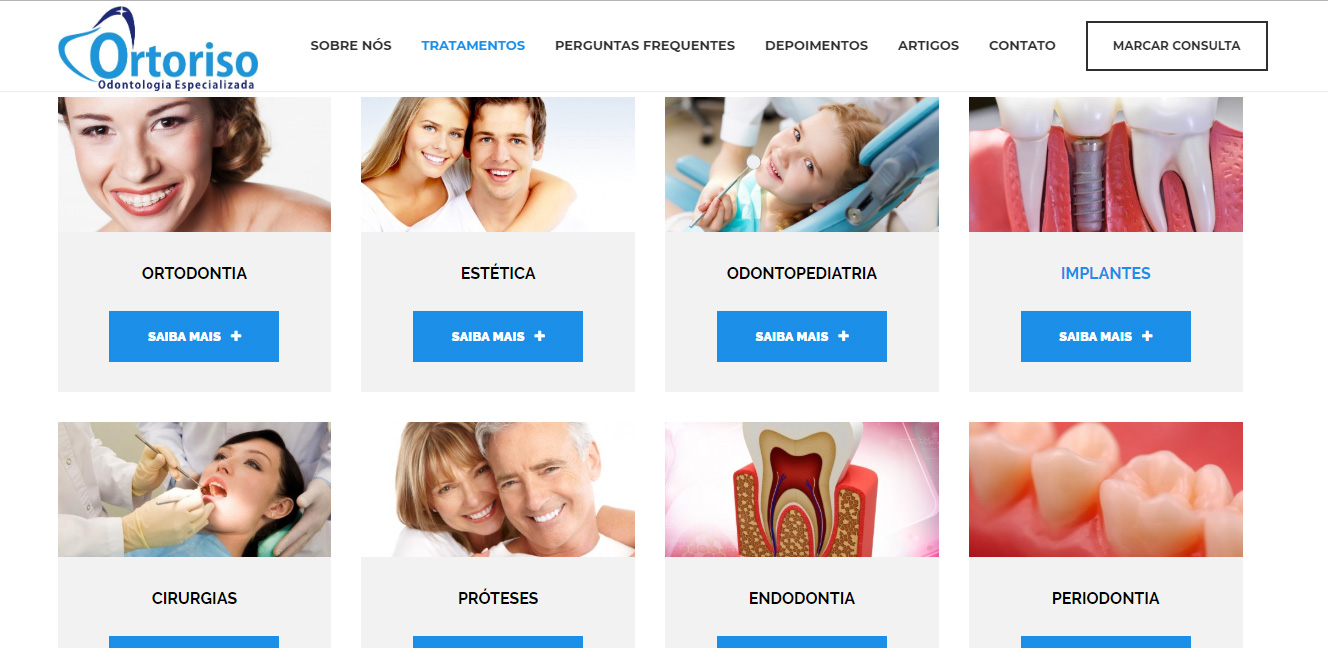 Ortoriso
Odontologia Especializada
SOBRE NÓS
TRATAMENTOS
PERGUNTAS FREQUENTES
DEPOIMENTOS
ARTIGOS
CONTATO
MARCAR CONSULTA
ORTODONTIA
ESTÉTICA
ODONTOPEDIATRIA
IMPLANTES
SAIBA MAIS +
SAIBA MAIS +
SAIBA MAIS +
SAIBA MAIS +
CIRURGIAS
PRÓTESES
ENDODONTIA
PERIODONTIA